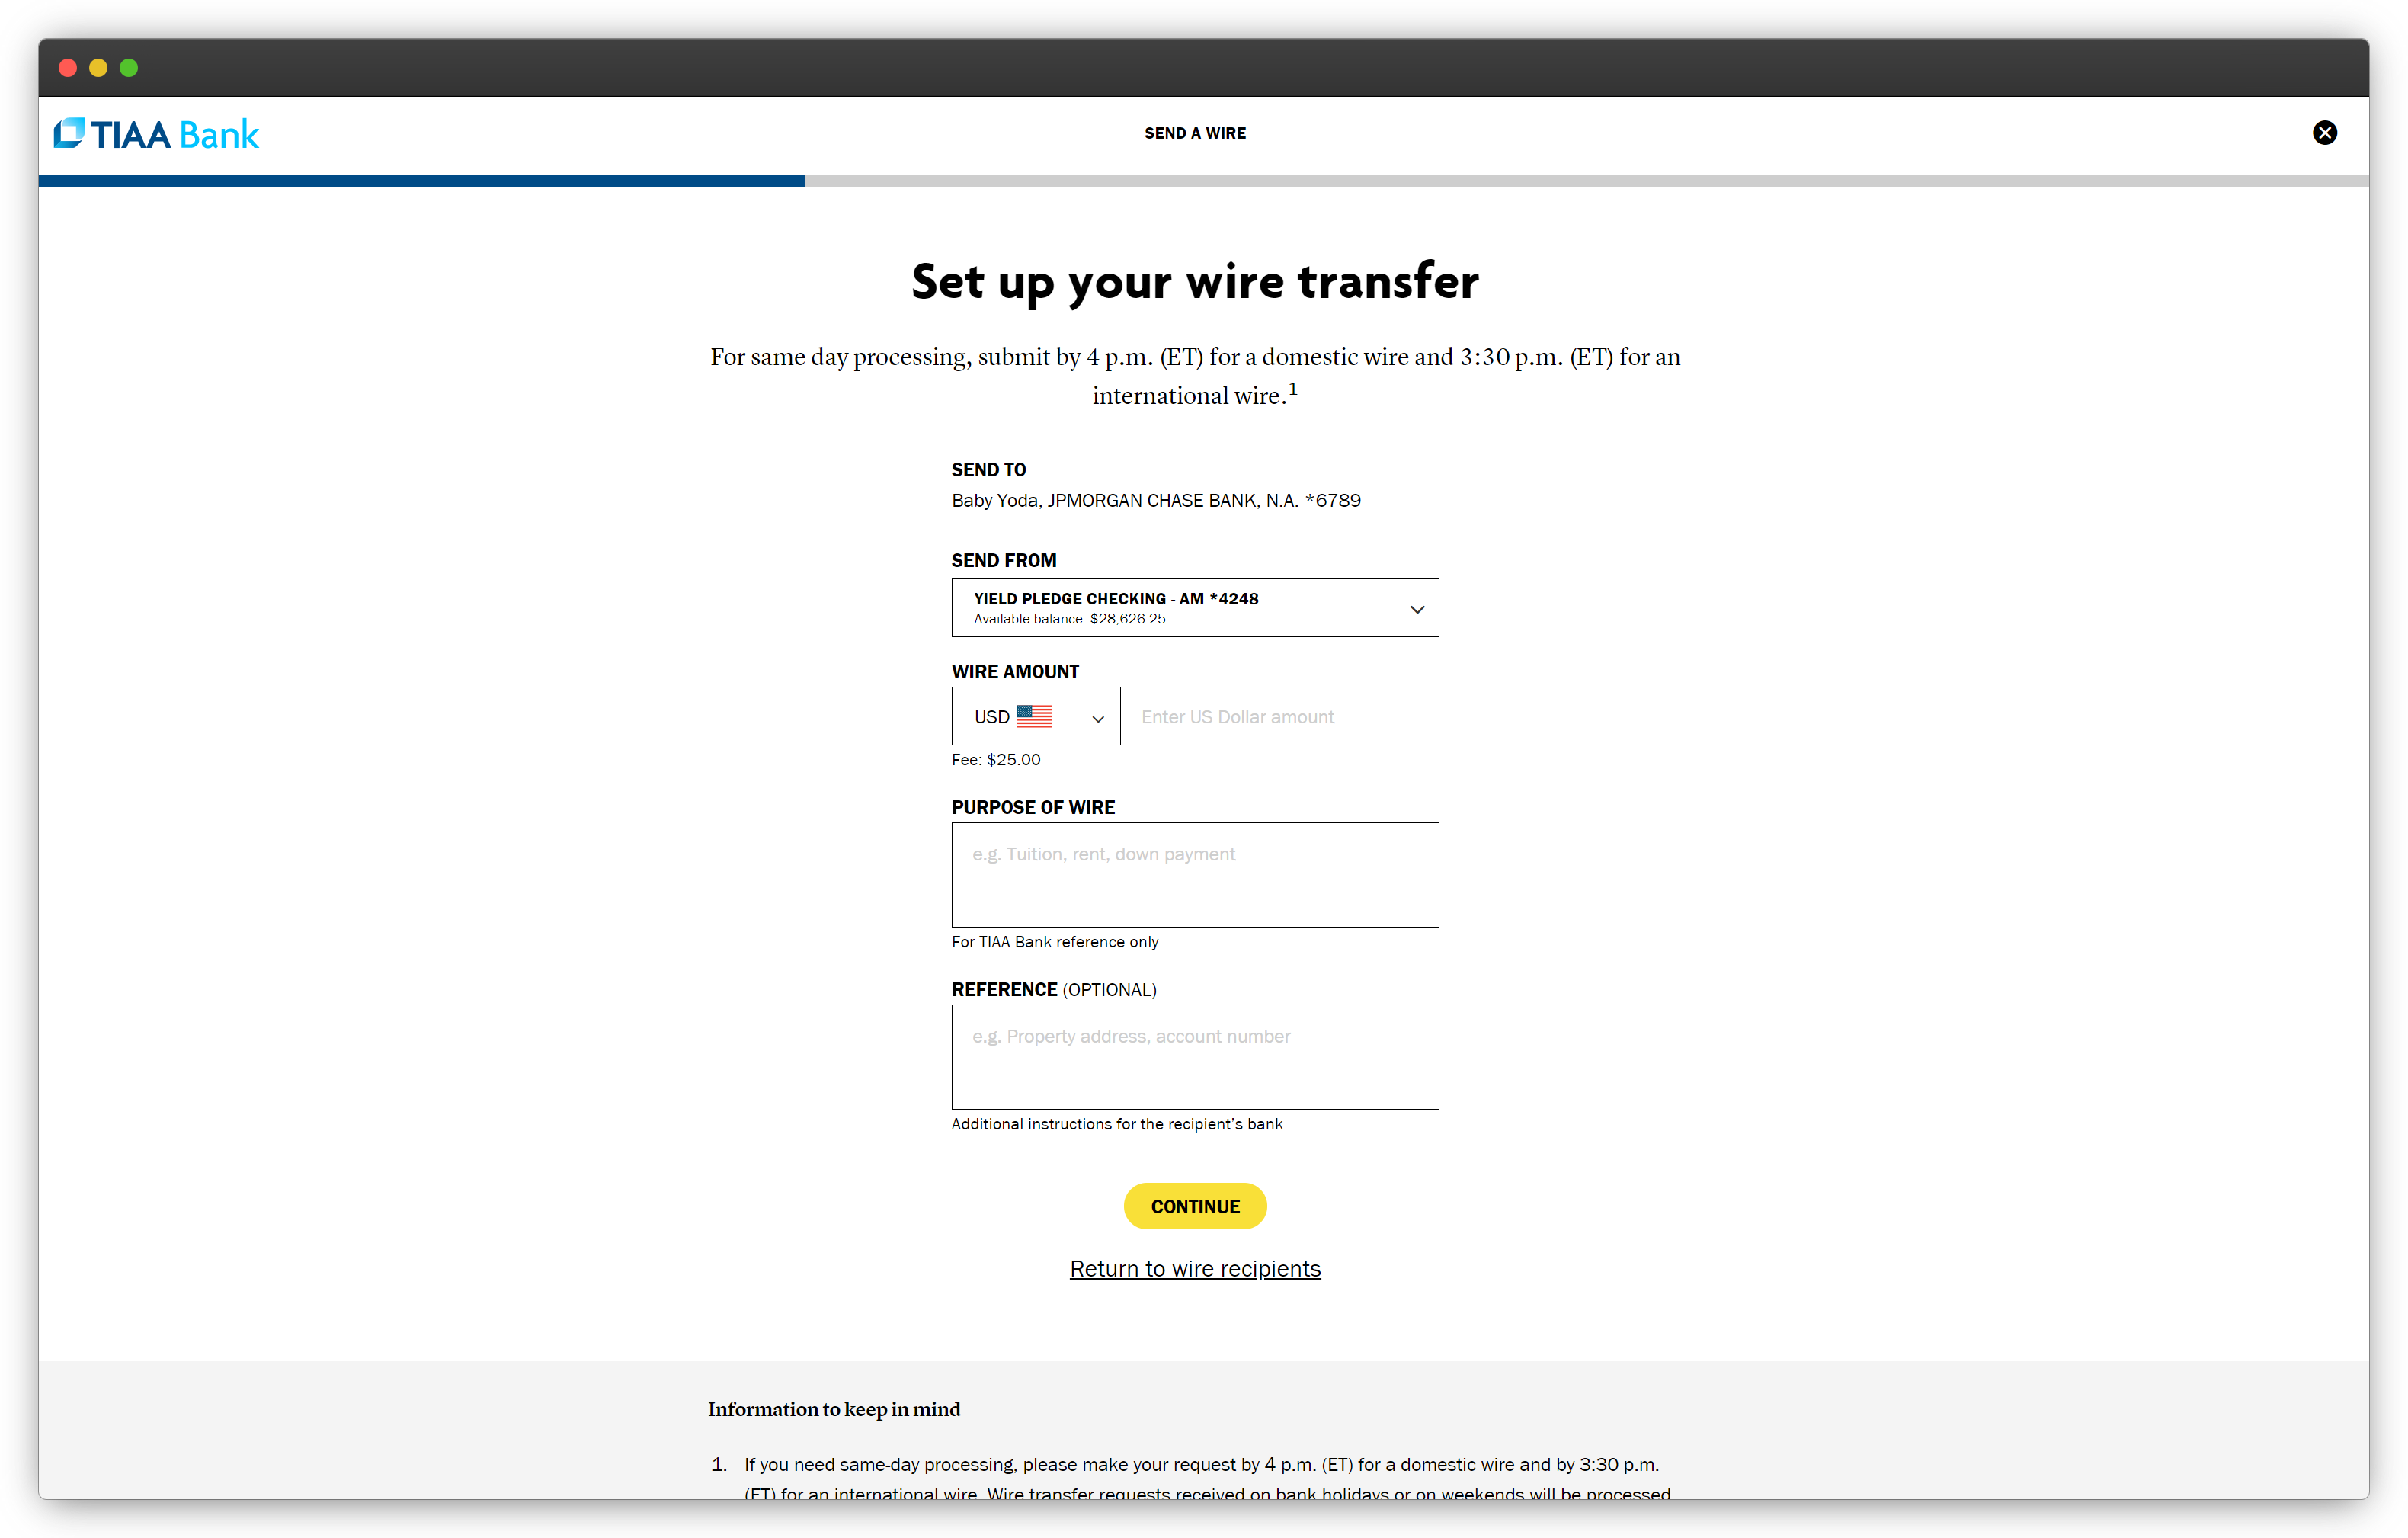 TIAA Bank
SEND A WIRE
Set up your wire transfer
For same day processing, submit by 4 p.m. (ET) for a domestic wire and 3:30 p.m. (ET) for an
international wire.1
SEND TO
Baby Yoda, JPMORGAN CHASE BANK, N.A. *6789
SEND FROM
YIELD PLEDGE CHECKING - AM *4248
Available balance: $28,626.25
WIRE AMOUNT
USD Enter US Dollar amount
Fee: $25.00
PURPOSE OF WIRE
e.g. Tuition, rent, down payment
For TIAA Bank reference only
REFERENCE (OPTIONAL)
e.g. Property address, account number
Additional instructions for the recipient’s bank
CONTINUE
Return to wire recipients
Information to keep in mind
1. If you need same-day processing, please make your request by 4 p.m. (ET) for a domestic wire and by 3:30 p.m.
(ET) for an international wire. Wire transfer requests received on bank holidays or on weekends will be processed